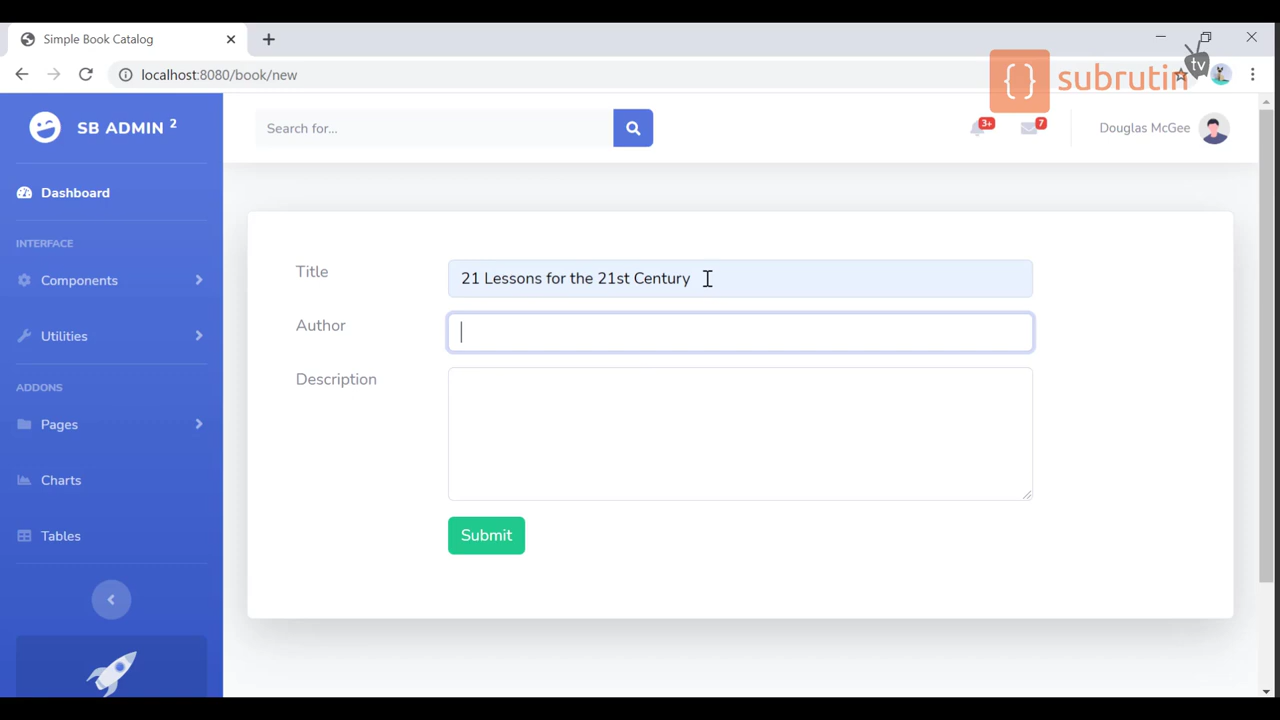 Simple Book Catalog
localhost:8080/book/new
{ } subrutin
tv
SB ADMIN 2
Search for...
3+
7
Douglas McGee
Dashboard
INTERFACE
Components
Utilities
ADDONS
Pages
Charts
Tables
Title
21 Lessons for the 21st Century
Author
Description
Submit